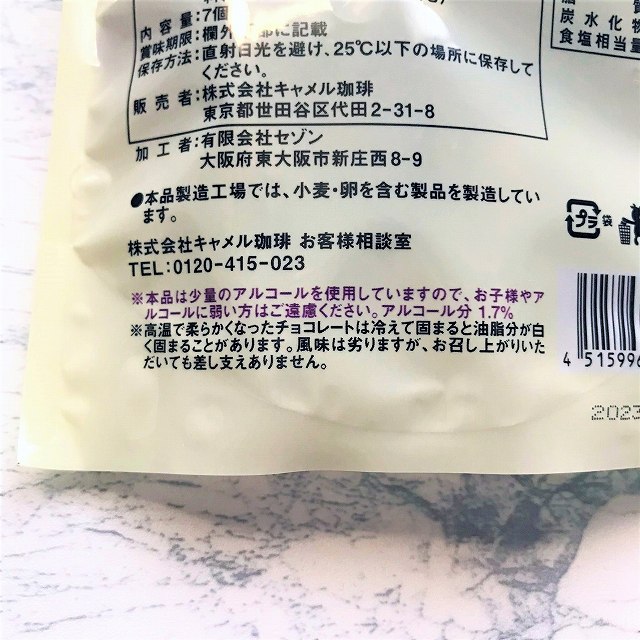 内容量:7個
賞味期限:欄外
部に記載
保存方法:直射日光を避け、25℃以下の場所に保存して
ください。
販売者:株式会社キャメル珈琲
東京都世田谷区代田2-31-8
加工者:有限会社セゾン
大阪府東大阪市新庄西8-9
●本品製造工場では、小麦・卵を含む製品を製造してい
ます。
株式会社キャメル珈琲 お客様相談室
TEL:0120-415-023
※本品は少量のアルコールを使用していますので、お子様やア
ルコールに弱い方はご遠慮ください。アルコール分 1.7%
※高温で柔らかくなったチョコレートは冷えて固まると油脂分が白
く固まることがあります。風味は劣りますが、お召し上がりいた
だいても差し支えありません。
炭水化物
食塩相当量
プラ
袋
4 515996
2023